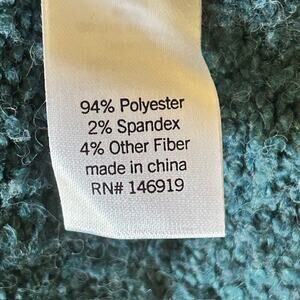 94% Polyester
2% Spandex
4% Other Fiber
made in china
RN# 146919